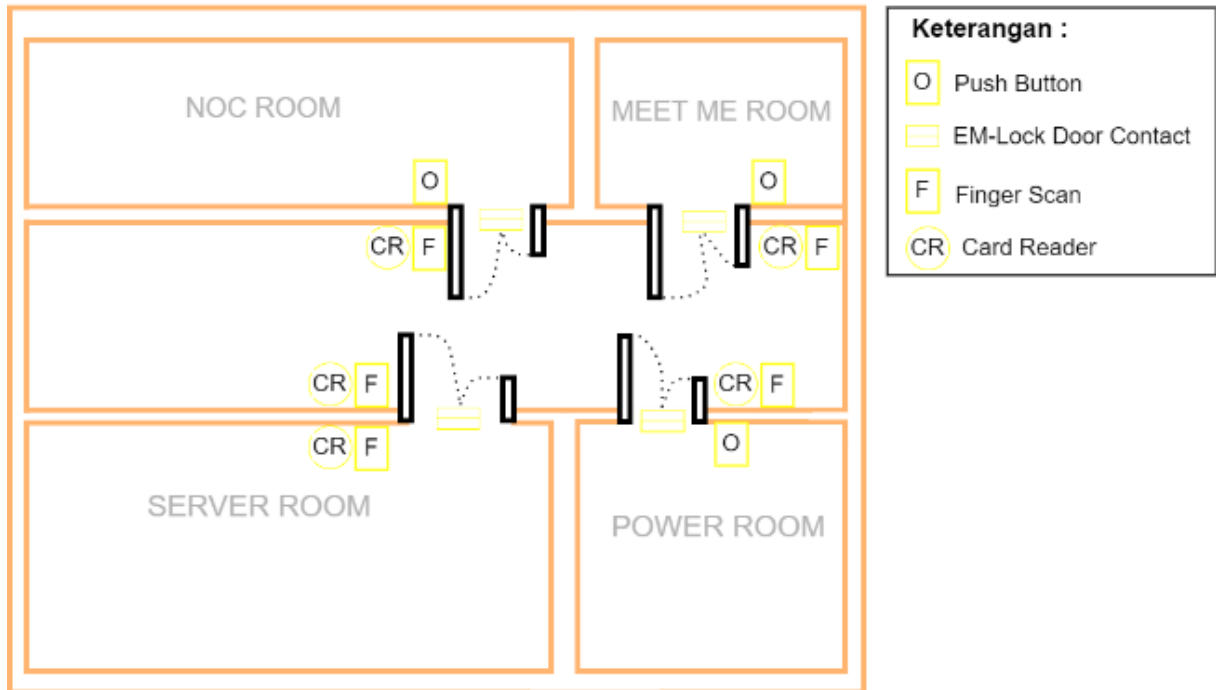 Keterangan :
O Push Button
EM-Lock Door Contact
F Finger Scan
CR Card Reader
NOC ROOM
MEET ME ROOM
O
O
CR F
CR F
CR F
CR F
CR F
O
SERVER ROOM
POWER ROOM